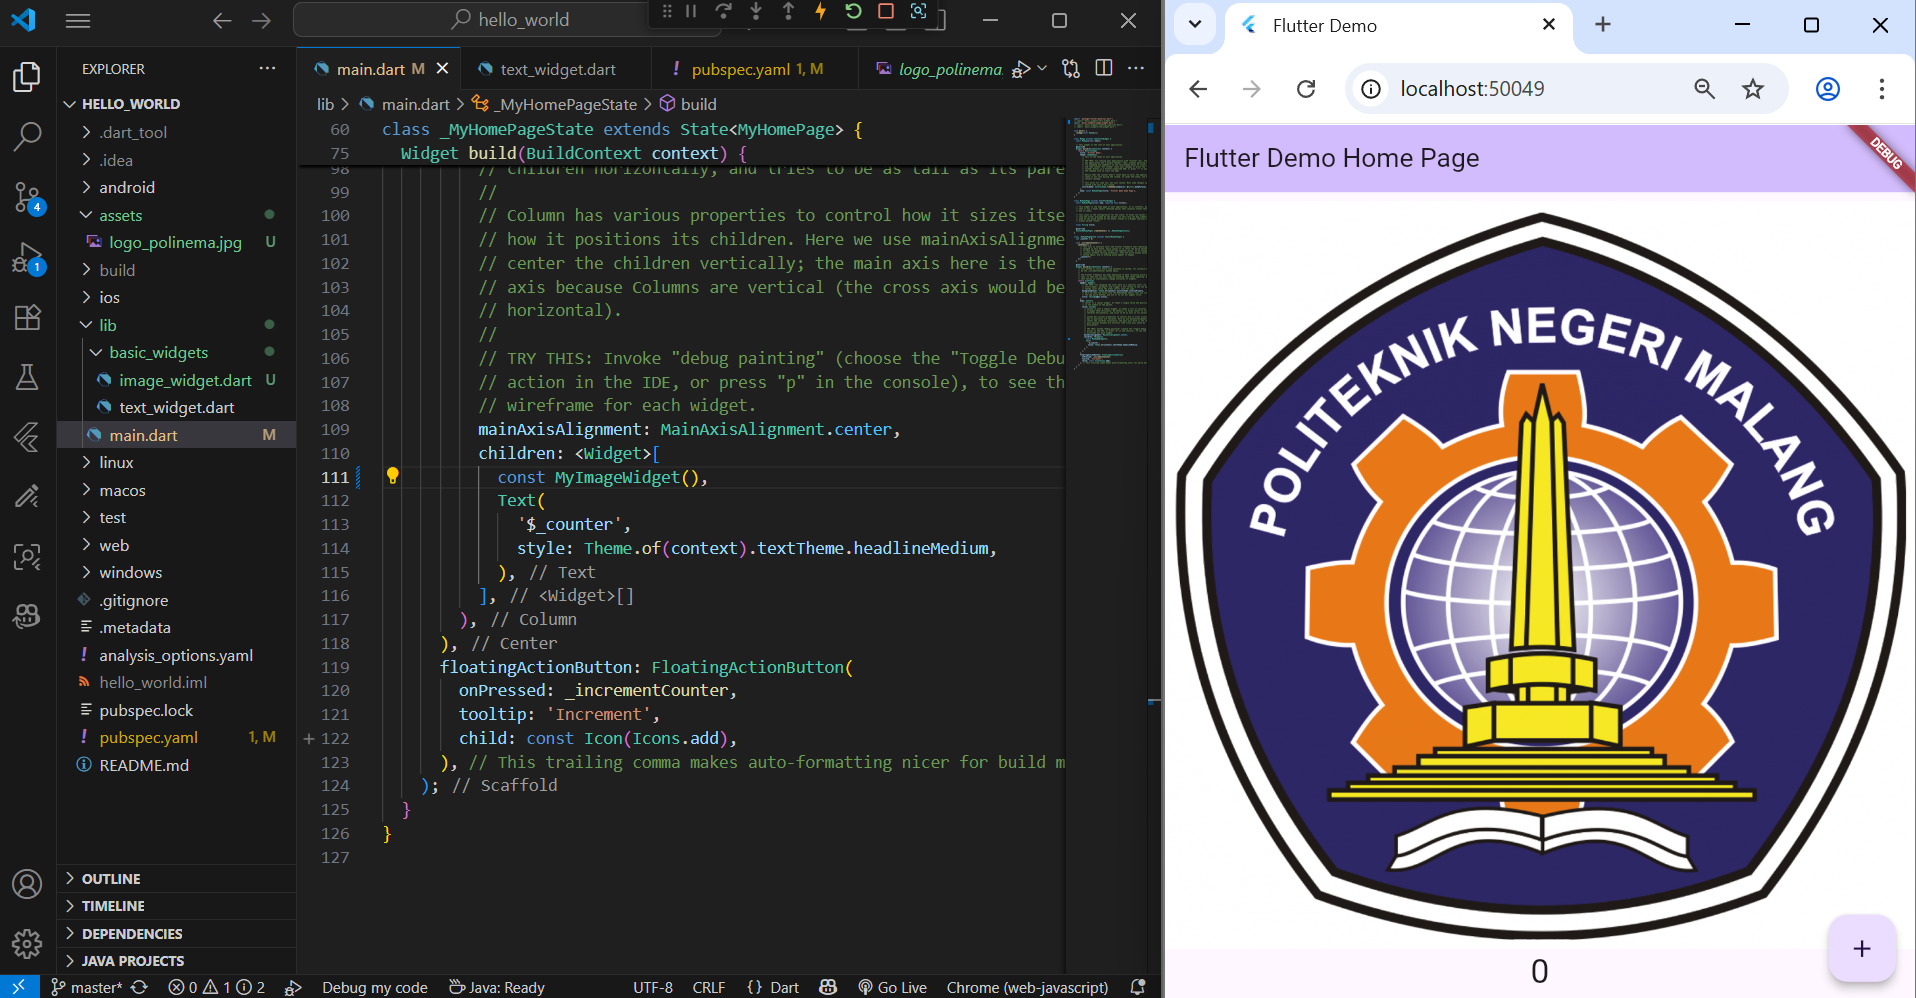 hello_world
EXPLORER
HELLO_WORLD
.dart_tool
.idea
android
assets
logo_polinema.jpg U
build
ios
lib
basic_widgets
image_widget.dart U
text_widget.dart
main.dart M
linux
macos
test
web
windows
.gitignore
.metadata
analysis_options.yaml
hello_world.iml
pubspec.lock
pubspec.yaml 1, M
README.md
OUTLINE
TIMELINE
DEPENDENCIES
JAVA PROJECTS
4
1
main.dart M
text_widget.dart
pubspec.yaml 1, M
logo_polinema.
lib > main.dart > _MyHomePageState > build
60 class _MyHomePageState extends State<MyHomePage> {
75 Widget build(BuildContext context) {
98 // children horizontally, and tries to be as tall as its pare
99 //
100 // Column has various properties to control how it sizes itse
101 // how it positions its children. Here we use mainAxisAlignme
102 // center the children vertically; the main axis here is the
103 // axis because Columns are vertical (the cross axis would be
104 // horizontal).
105 //
106 // TRY THIS: Invoke "debug painting" (choose the "Toggle Debu
107 // action in the IDE, or press "p" in the console), to see th
108 // wireframe for each widget.
109 mainAxisAlignment: MainAxisAlignment.center,
110 children: <Widget>[
111 const MyImageWidget(),
112 Text(
113 '$_counter',
114 style: Theme.of(context).textTheme.headlineMedium,
115 ), // Text
116 ], // <Widget>[]
117 ), // Column
118 ), // Center
119 floatingActionButton: FloatingActionButton(
120 onPressed: _incrementCounter,
121 tooltip: 'Increment',
122 child: const Icon(Icons.add),
123 ), // This trailing comma makes auto-formatting nicer for build m
124 ); // Scaffold
125 }
126 }
127
master* 0 1 2 Debug my code Java: Ready UTF-8 CRLF {} Dart Go Live Chrome (web-javascript)
Flutter Demo
localhost:50049
Flutter Demo Home Page
DEBUG
POLITEKNIK NEGERI MALANG
0